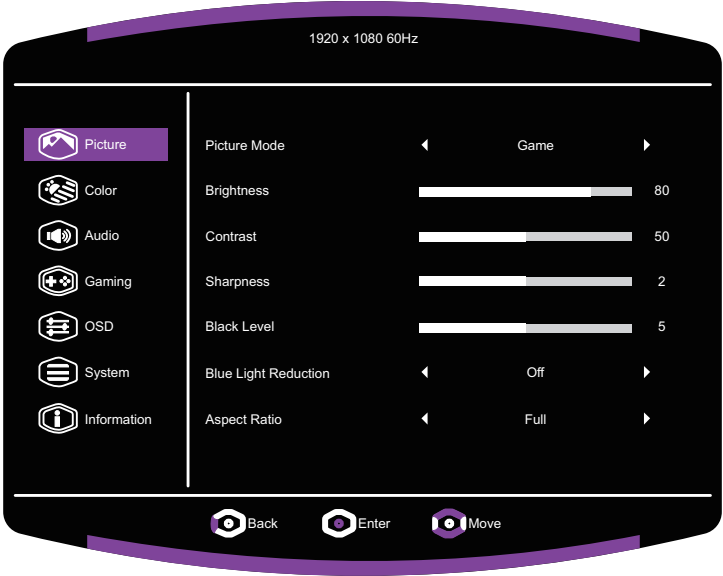 1920 x 1080 60Hz
Picture
Color
Audio
Gaming
OSD
System
Information
Picture Mode Game
Brightness 80
Contrast 50
Sharpness 2
Black Level 5
Blue Light Reduction Off
Aspect Ratio Full
Back Enter Move